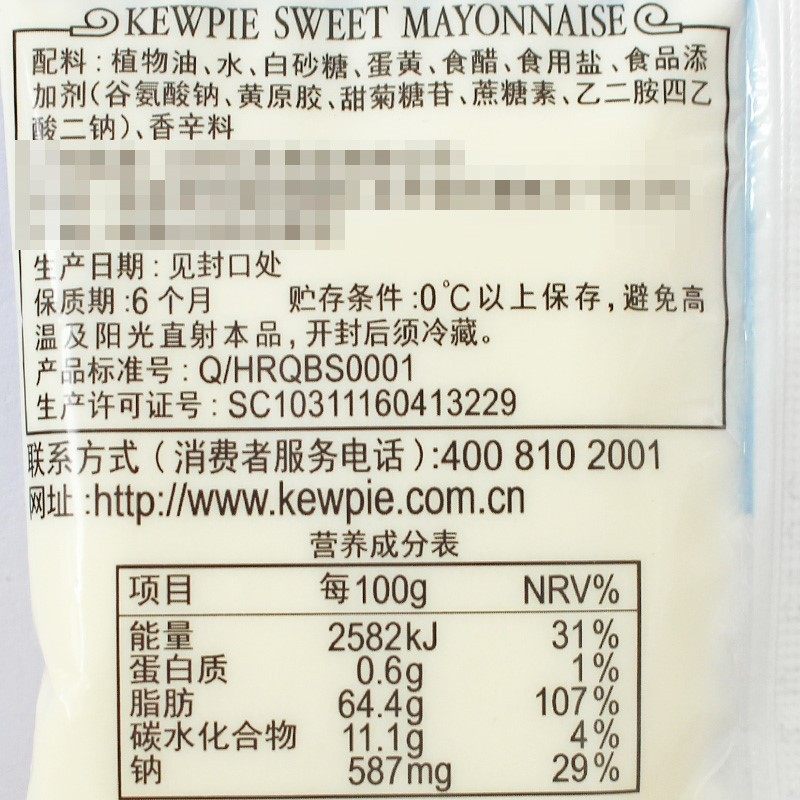 KEWPIE SWEET MAYONNAISE
配料:植物油、水、白砂糖、蛋黄、食醋、食用盐、食品添
加剂(谷氨酸钠、黄原胶、甜菊糖苷、蔗糖素、乙二胺四乙
酸二钠)、香辛料
生产日期:见封口处
保质期:6个月 贮存条件:0℃以上保存,避免高
温及阳光直射本品,开封后须冷藏。
产品标准号:Q/HRQBS0001
生产许可证号:SC10311160413229
联系方式(消费者服务电话):400 810 2001
网址:http://www.kewpie.com.cn
营养成分表
项目 每100g NRV%
能量 2582kJ 31%
蛋白质 0.6g 1%
脂肪 64.4g 107%
碳水化合物 11.1g 4%
钠 587mg 29%